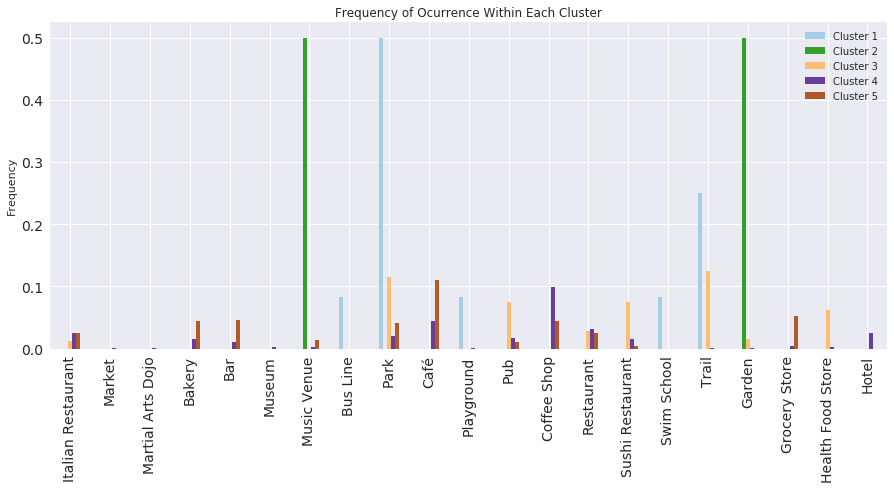 Frequency of Ocurrence Within Each Cluster
Cluster 1
Cluster 2
Cluster 3
Cluster 4
Cluster 5
Frequency
0.5
0.4
0.3
0.2
0.1
0.0
Italian Restaurant
Market
Martial Arts Dojo
Bakery
Bar
Museum
Music Venue
Bus Line
Park
Café
Playground
Pub
Coffee Shop
Restaurant
Sushi Restaurant
Swim School
Trail
Garden
Grocery Store
Health Food Store
Hotel